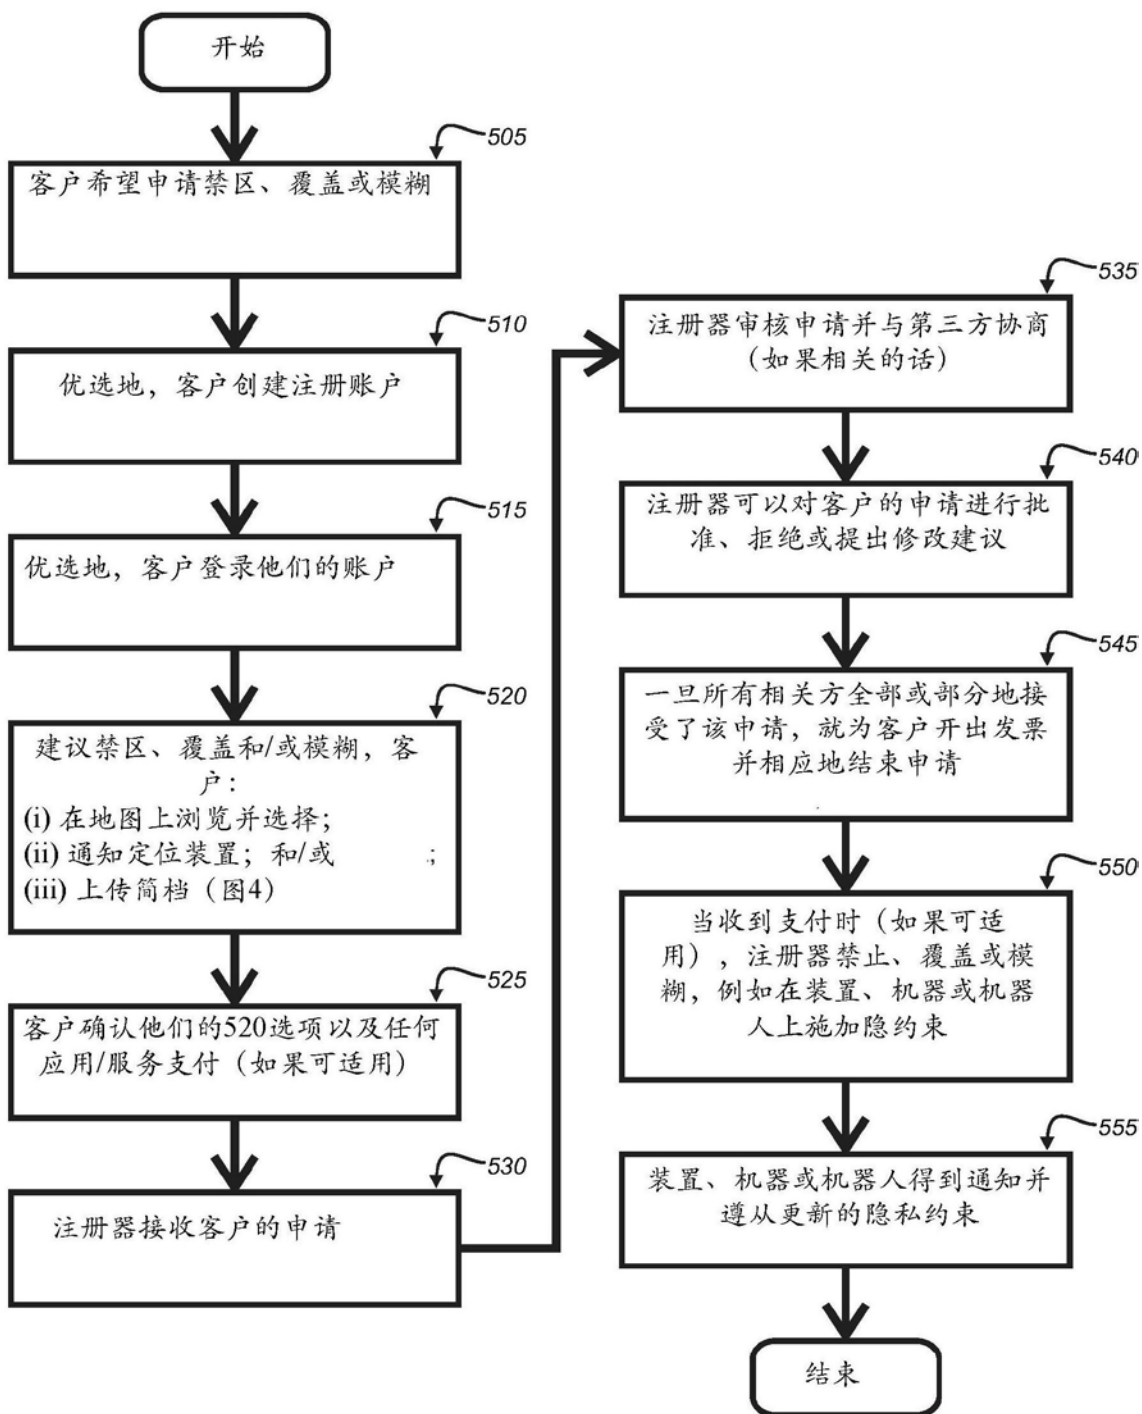 开始
505
客户希望申请禁区、覆盖或模糊
510
优选地，客户创建注册账户
515
优选地，客户登录他们的账户
520
建议禁区、覆盖和/或模糊，客
户：
(i) 在地图上浏览并选择；
(ii) 通知定位装置；和/或 ；
(iii) 上传简档（图4）
525
客户确认他们的520选项以及任何
应用/服务支付（如果可适用）
530
注册器接收客户的申请
535
注册器审核申请并与第三方协商
（如果相关的话）
540
注册器可以对客户的申请进行批
准、拒绝或提出修改建议
545
一旦所有相关方全部或部分地接
受了该申请，就为客户开出发票
并相应地结束申请
550
当收到支付时（如果可适
用），注册器禁止、覆盖或模
糊，例如在装置、机器或机器
人上施加隐约束
555
装置、机器或机器人得到通知并
遵从更新的隐私约束
结束